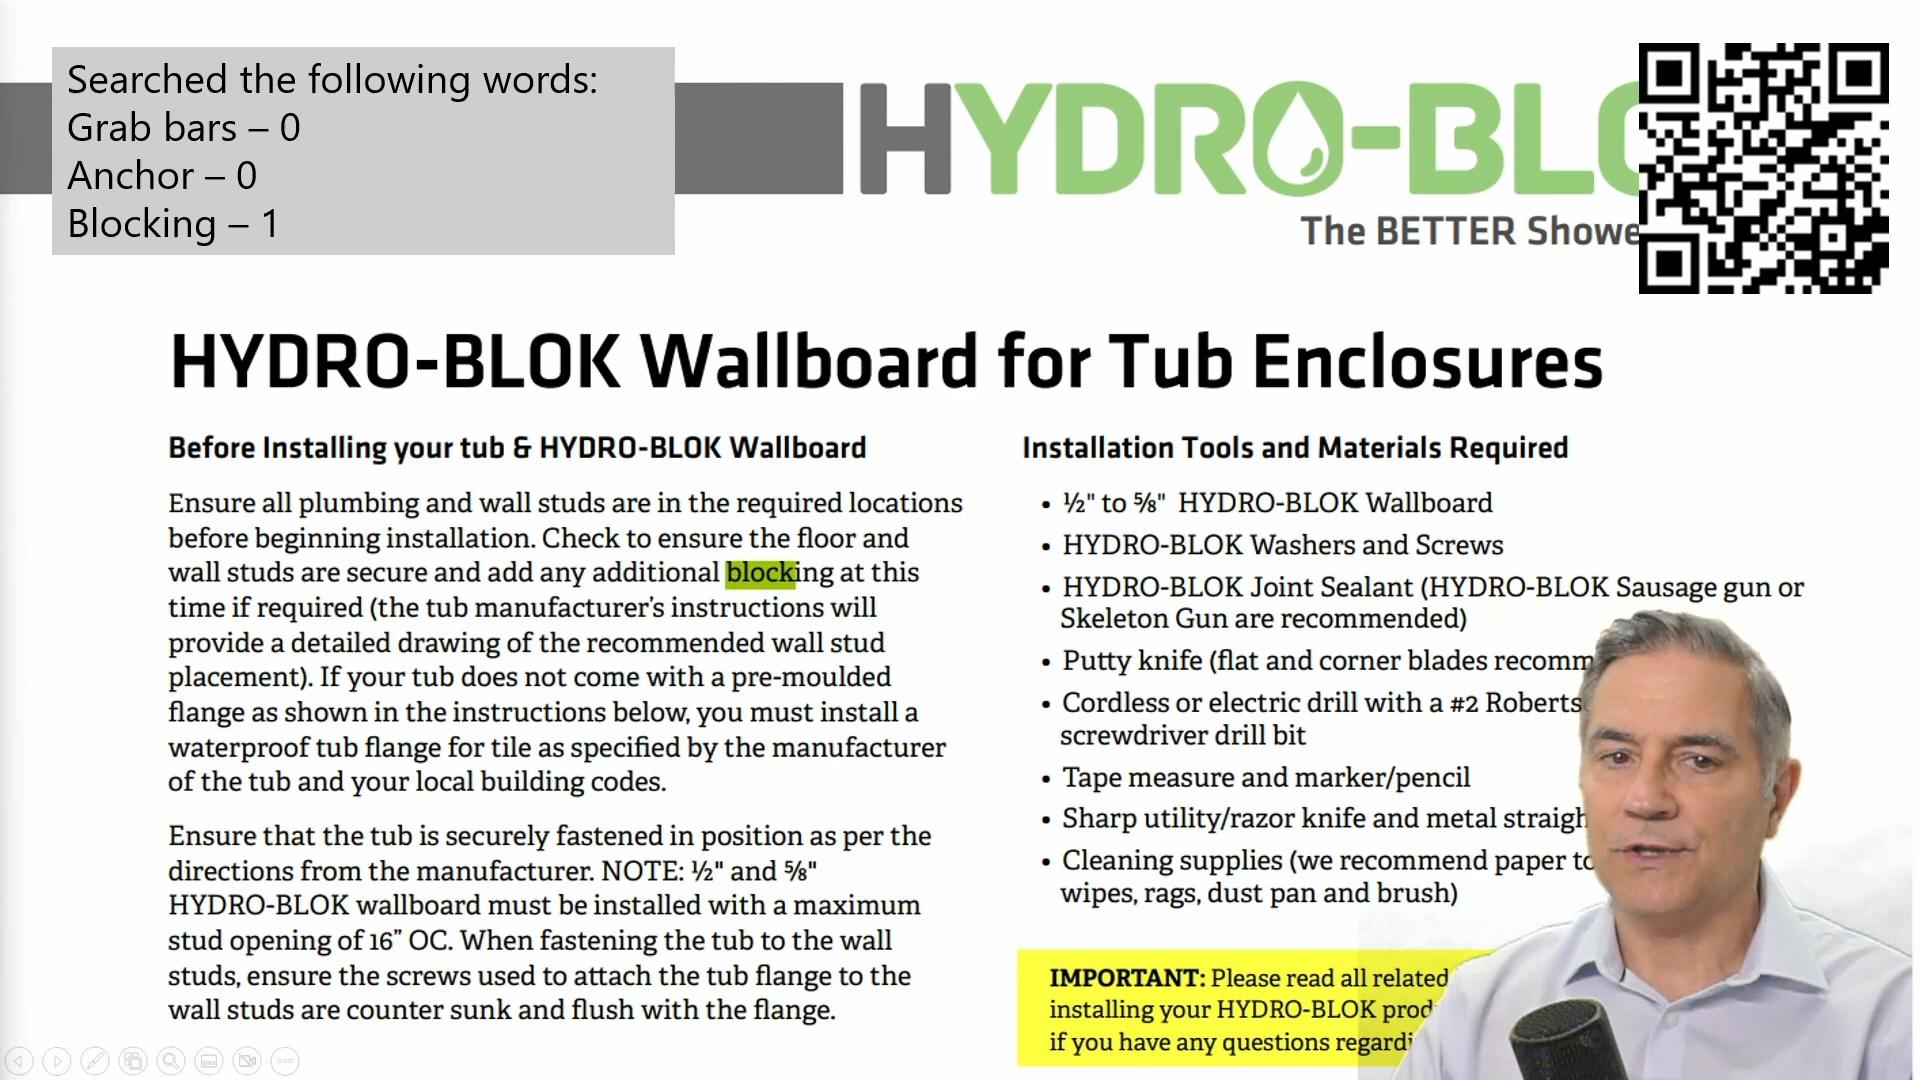 Searched the following words:
Grab bars – 0
Anchor – 0
Blocking – 1
HYDRO-BLO
The BETTER Showe
HYDRO-BLOK Wallboard for Tub Enclosures
Before Installing your tub & HYDRO-BLOK Wallboard
Ensure all plumbing and wall studs are in the required locations
before beginning installation. Check to ensure the floor and
wall studs are secure and add any additional blocking at this
time if required (the tub manufacturer's instructions will
provide a detailed drawing of the recommended wall stud
placement). If your tub does not come with a pre-moulded
flange as shown in the instructions below, you must install a
waterproof tub flange for tile as specified by the manufacturer
of the tub and your local building codes.
Ensure that the tub is securely fastened in position as per the
directions from the manufacturer. NOTE: ½" and ⅝"
HYDRO-BLOK wallboard must be installed with a maximum
stud opening of 16” OC. When fastening the tub to the wall
studs, ensure the screws used to attach the tub flange to the
wall studs are counter sunk and flush with the flange.
Installation Tools and Materials Required
• ½" to ⅝" HYDRO-BLOK Wallboard
• HYDRO-BLOK Washers and Screws
• HYDRO-BLOK Joint Sealant (HYDRO-BLOK Sausage gun or
Skeleton Gun are recommended)
• Putty knife (flat and corner blades recomm
• Cordless or electric drill with a #2 Roberts
screwdriver drill bit
• Tape measure and marker/pencil
• Sharp utility/razor knife and metal straigh
• Cleaning supplies (we recommend paper to
wipes, rags, dust pan and brush)
IMPORTANT: Please read all related
installing your HYDRO-BLOK prod
if you have any questions regardi